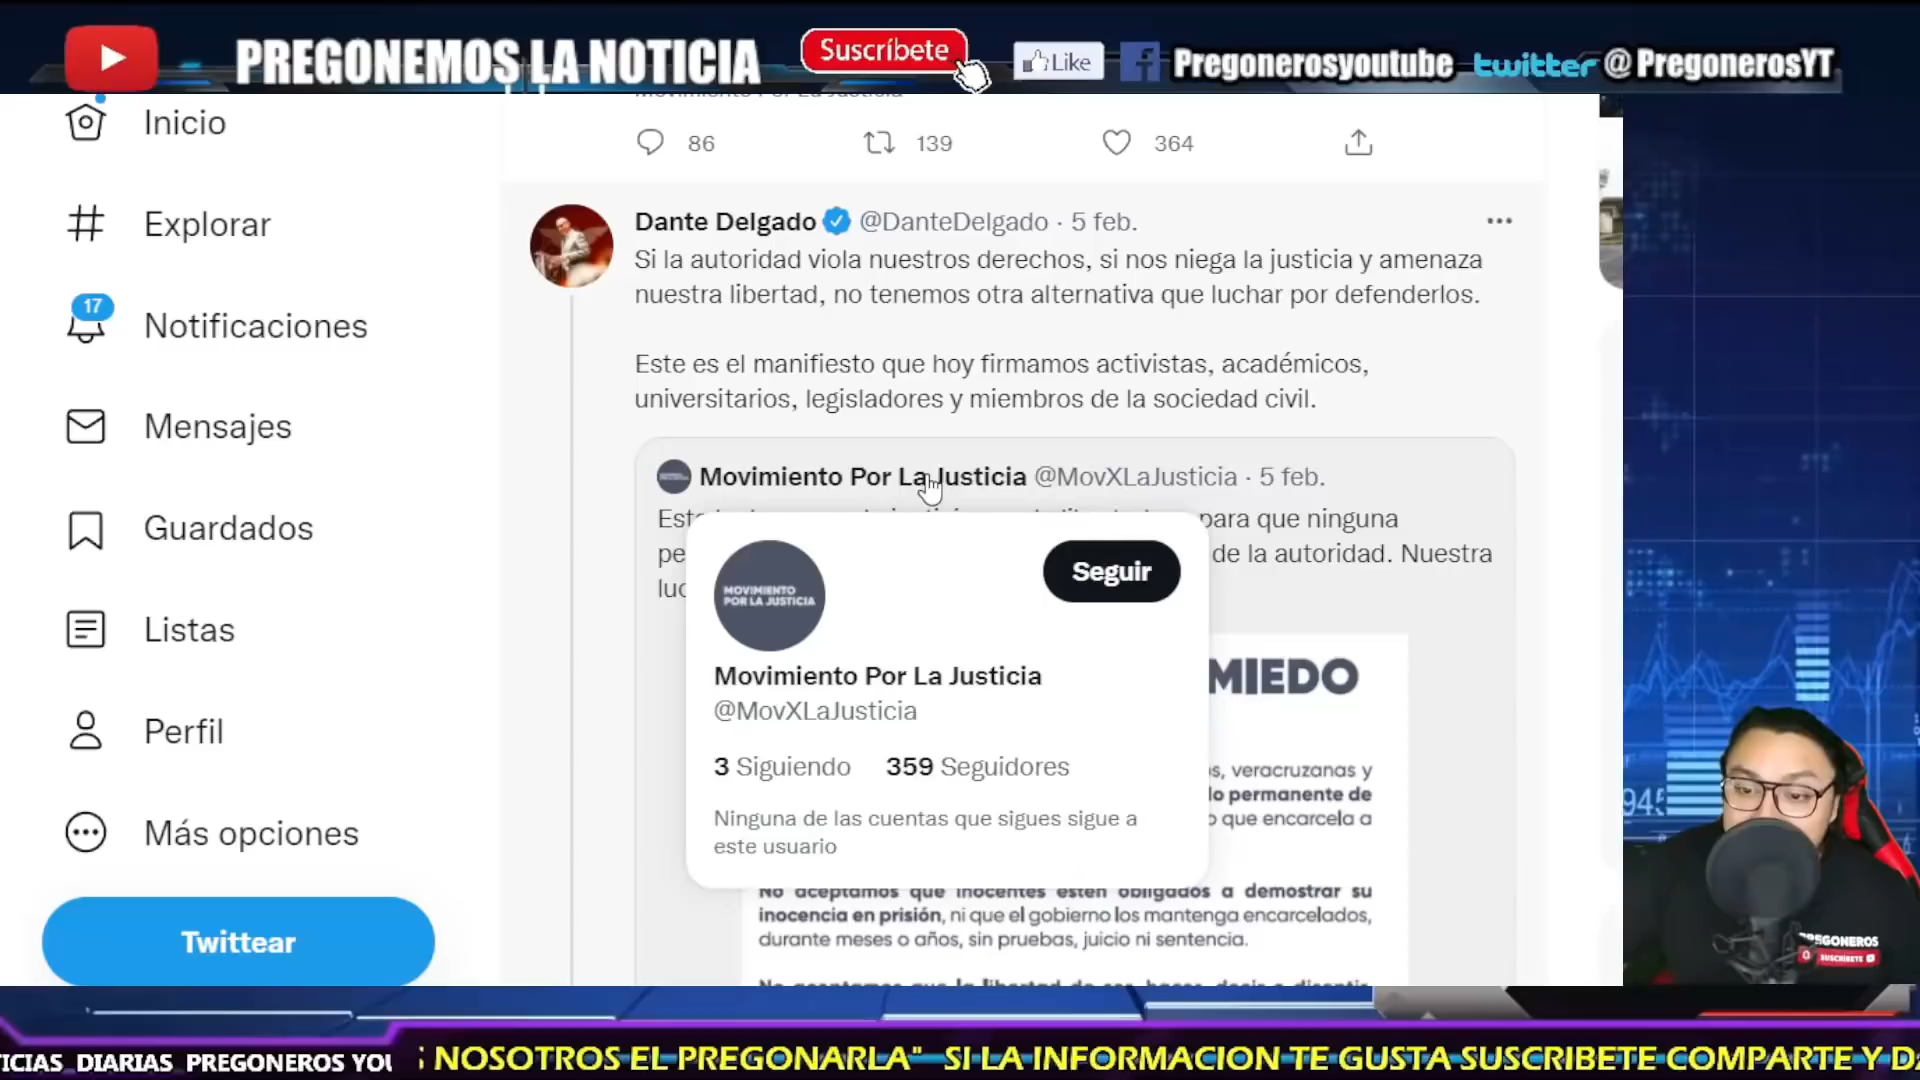 PREGONEMOS LA NOTICIA
Suscríbete
Like
Pregonerosyoutube
twitter @PregonerosYT
Inicio
Explorar
17
Notificaciones
Mensajes
Guardados
Listas
Perfil
Más opciones
Twittear
86
139
364
Dante Delgado @DanteDelgado · 5 feb.
Si la autoridad viola nuestros derechos, si nos niega la justicia y amenaza
nuestra libertad, no tenemos otra alternativa que luchar por defenderlos.
Este es el manifiesto que hoy firmamos activistas, académicos,
universitarios, legisladores y miembros de la sociedad civil.
Movimiento Por La Justicia @MovXLaJusticia · 5 feb.
para que ninguna
de la autoridad. Nuestra
MOVIMIENTO
POR LA JUSTICIA
Seguir
Movimiento Por La Justicia
@MovXLaJusticia
3 Siguiendo 359 Seguidores
Ninguna de las cuentas que sigues sigue a
este usuario
MIEDO
veracruzanas y
permanente de
que encarcela a
No aceptamos que inocentes estén obligados a demostrar su
inocencia en prisión, ni que el gobierno los mantenga encarcelados,
durante meses o años, sin pruebas, juicio ni sentencia.
PREGONEROS
SUSCRIBETE
TICIAS DIARIAS PREGONEROS YOU
NOSOTROS EL PREGONARLA" SI LA INFORMACION TE GUSTA SUSCRIBETE COMPARTE Y